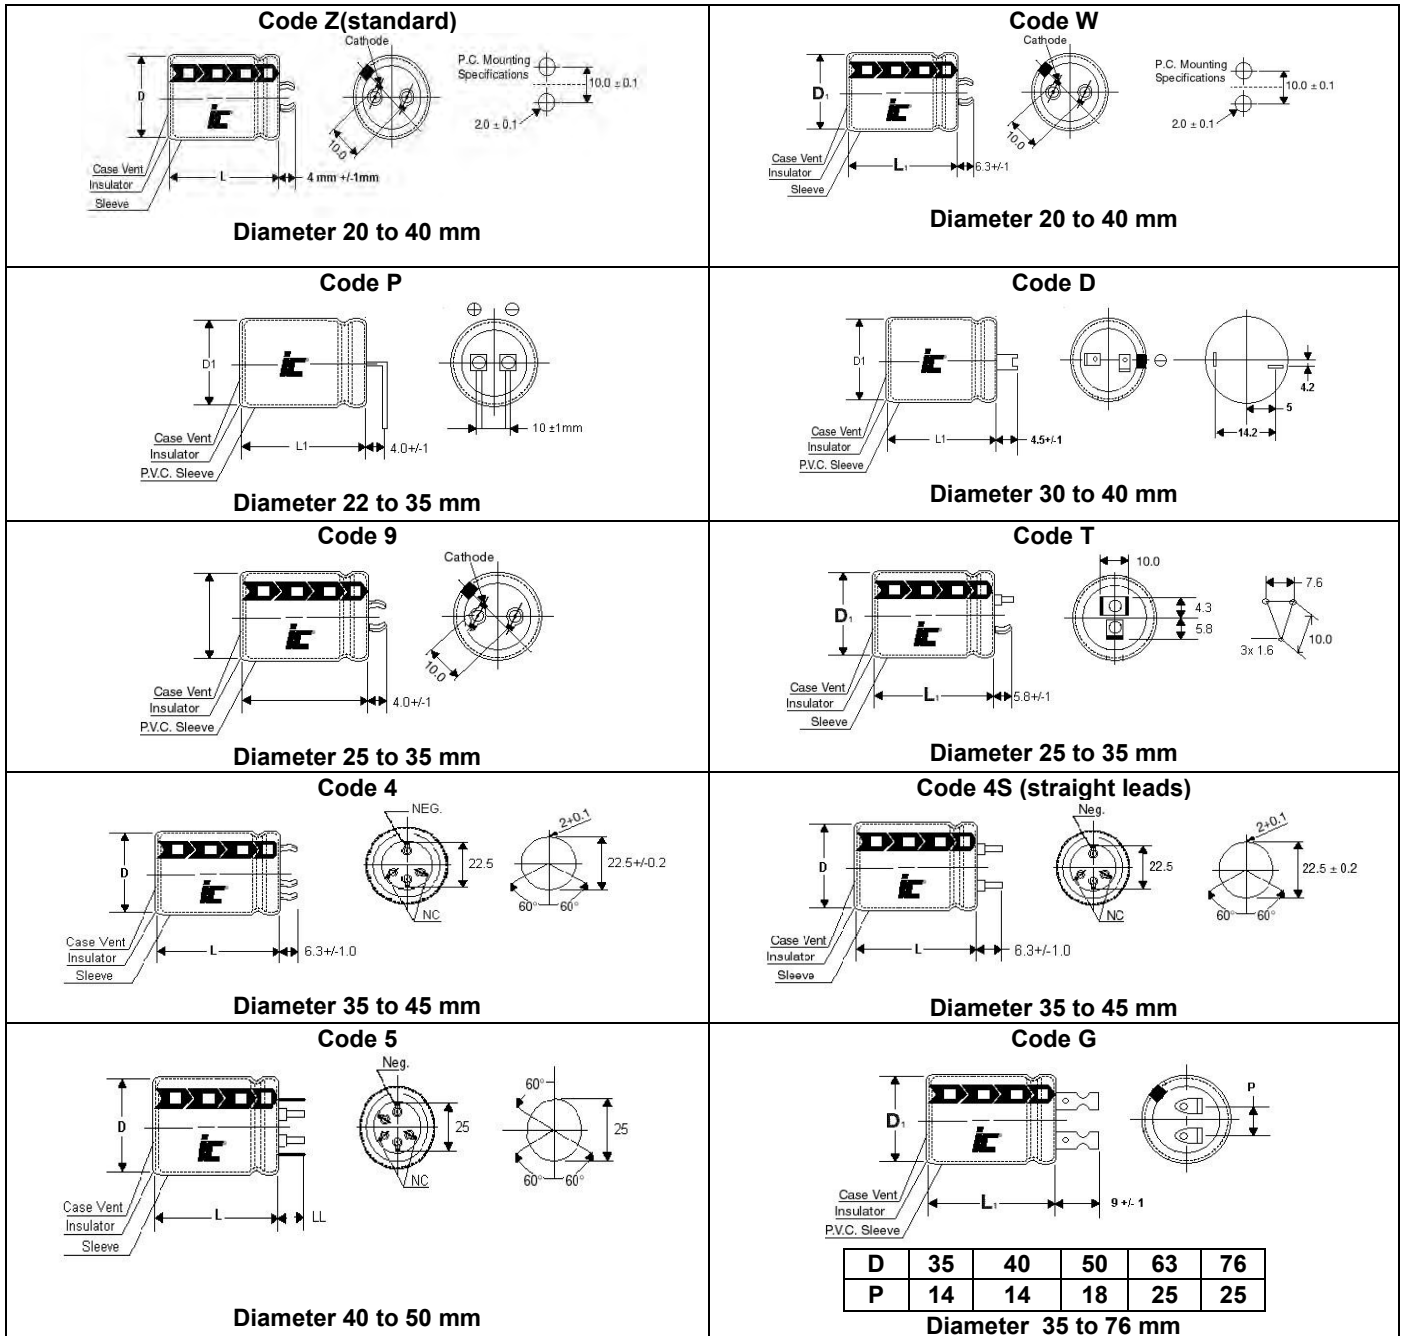 Code Z(standard)
Cathode
P.C. Mounting
Specifications
10.0 ± 0.1
2.0 ± 0.1
D
ic
10.0
Case Vent
Insulator
Sleeve
L
4 mm +/-1mm
Diameter 20 to 40 mm
Code W
Cathode
P.C. Mounting
Specifications
10.0 ± 0.1
2.0 ± 0.1
D1
ic
10.0
Case Vent
Insulator
Sleeve
L1
6.3+/-1
Diameter 20 to 40 mm
Code P
D1
ic
10 ±1mm
Case Vent
Insulator
P.V.C. Sleeve
L1
4.0+/-1
Diameter 22 to 35 mm
Code D
D1
ic
4.2
5
14.2
Case Vent
Insulator
P.V.C. Sleeve
L1
4.5+/-1
Diameter 30 to 40 mm
Code 9
Cathode
ic
10.0
Case Vent
Insulator
P.V.C. Sleeve
4.0+/-1
Diameter 25 to 35 mm
Code T
10.0
7.6
D1
4.3
5.8
ic
10.0
3x 1.6
Case Vent
Insulator
Sleeve
L1
5.8+/-1
Diameter 25 to 35 mm
Code 4
NEG.
2+0.1
D
22.5
22.5+/-0.2
ic
60° 60°
NC
Case Vent
Insulator
Sleeve
L
6.3+/-1.0
Diameter 35 to 45 mm
Code 4S (straight leads)
Neg.
2+0.1
D
22.5
22.5 ± 0.2
ic
60° 60°
NC
Case Vent
Insulator
Sleeve
L
6.3+/-1.0
Diameter 35 to 45 mm
Code 5
Neg.
60°
D
25
25
ic
60° 60°
NC
Case Vent
Insulator
Sleeve
L
LL
Diameter 40 to 50 mm
Code G
P
D1
ic
Case Vent
Insulator
P.V.C. Sleeve
L1
9 +/- 1
D 35 40 50 63 76
P 14 14 18 25 25
Diameter 35 to 76 mm